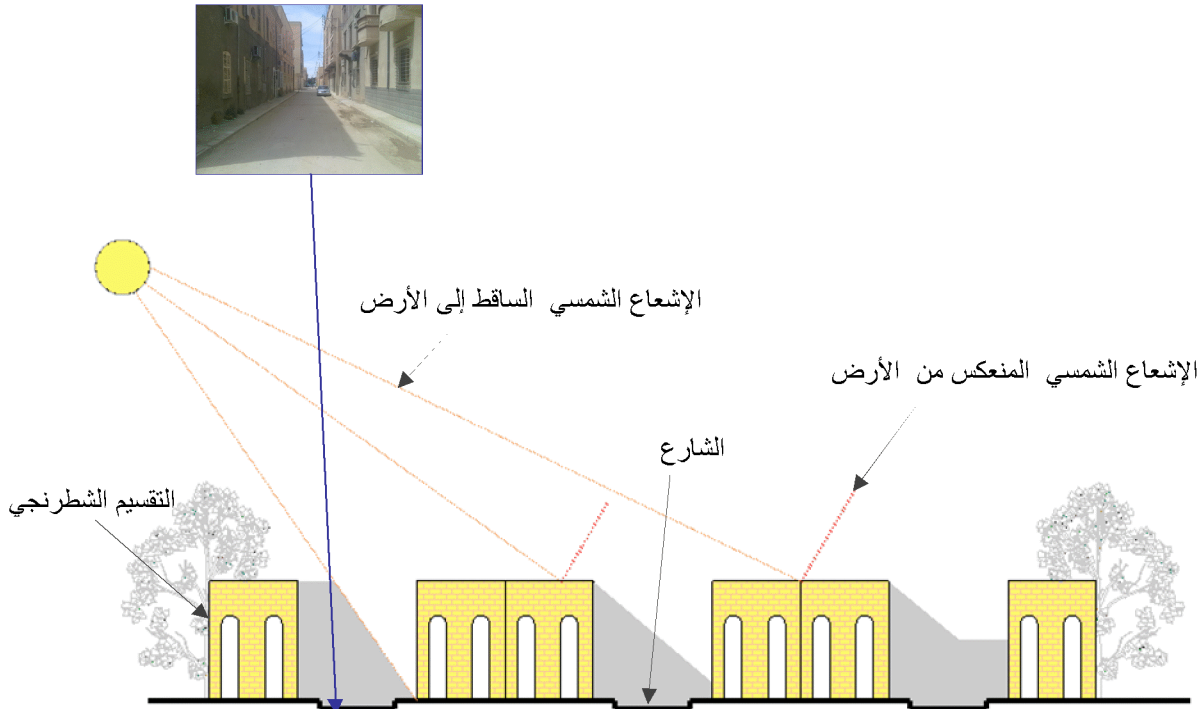 الإشعاع الشمسي الساقط إلى الأرض
الإشعاع الشمسي المنعكس من الأرض
الشارع
التقسيم الشطرنجي